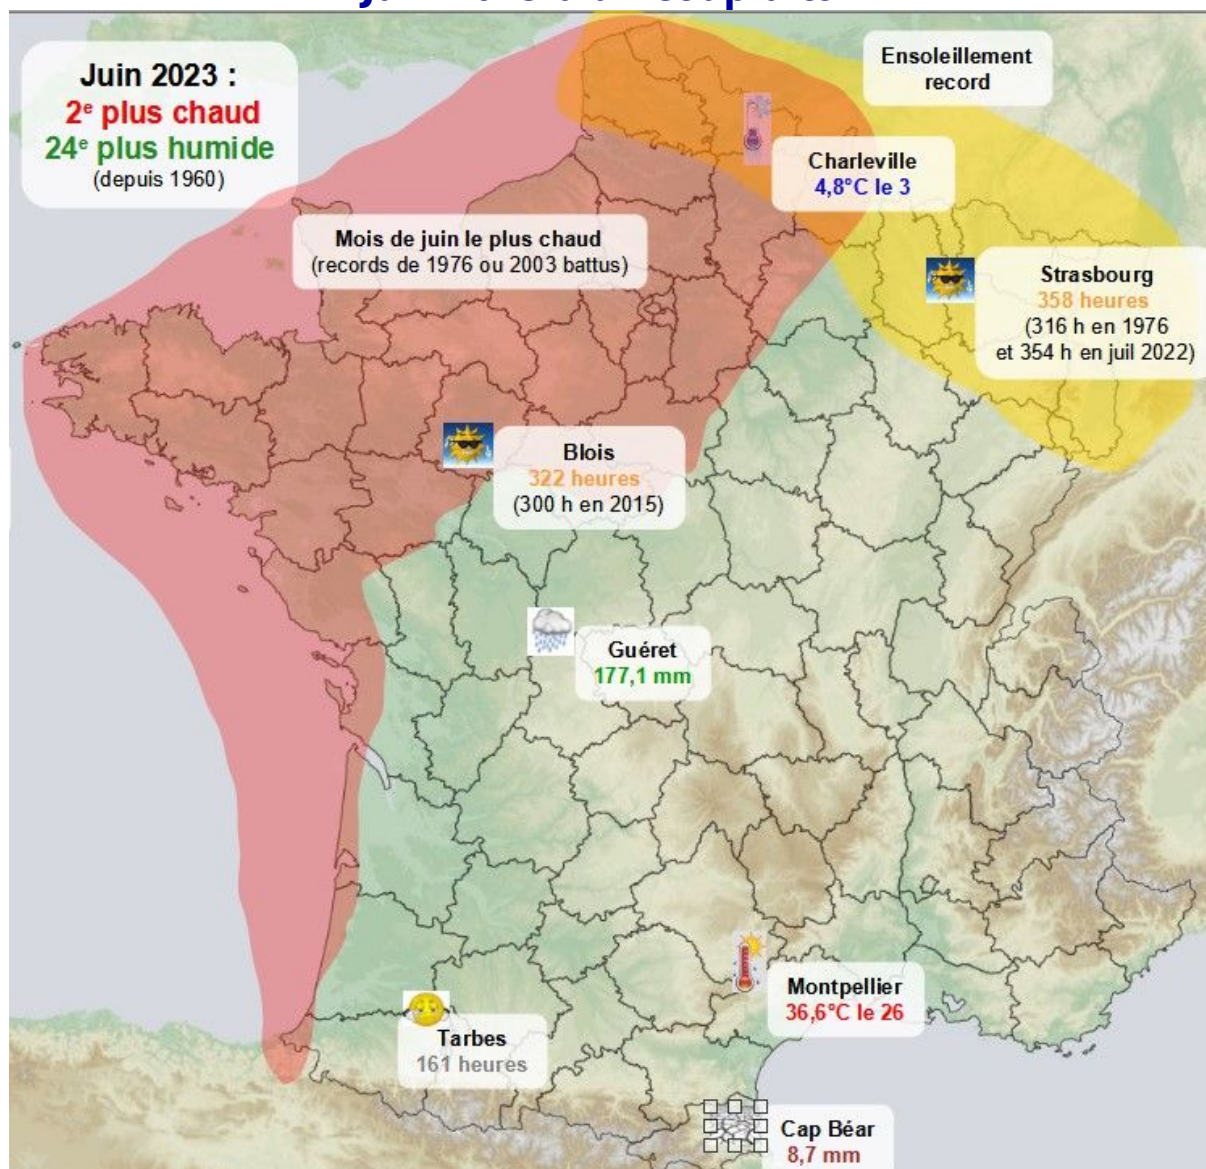 Juin 2023 :
2e plus chaud
24e plus humide
(depuis 1960)
Ensoleillement
record
Charleville
4,8°C le 3
Mois de juin le plus chaud
(records de 1976 ou 2003 battus)
Strasbourg
358 heures
(316 h en 1976
et 354 h en juil 2022)
Blois
322 heures
(300 h en 2015)
Guéret
177,1 mm
Montpellier
36,6°C le 26
Tarbes
161 heures
Cap Béar
8,7 mm